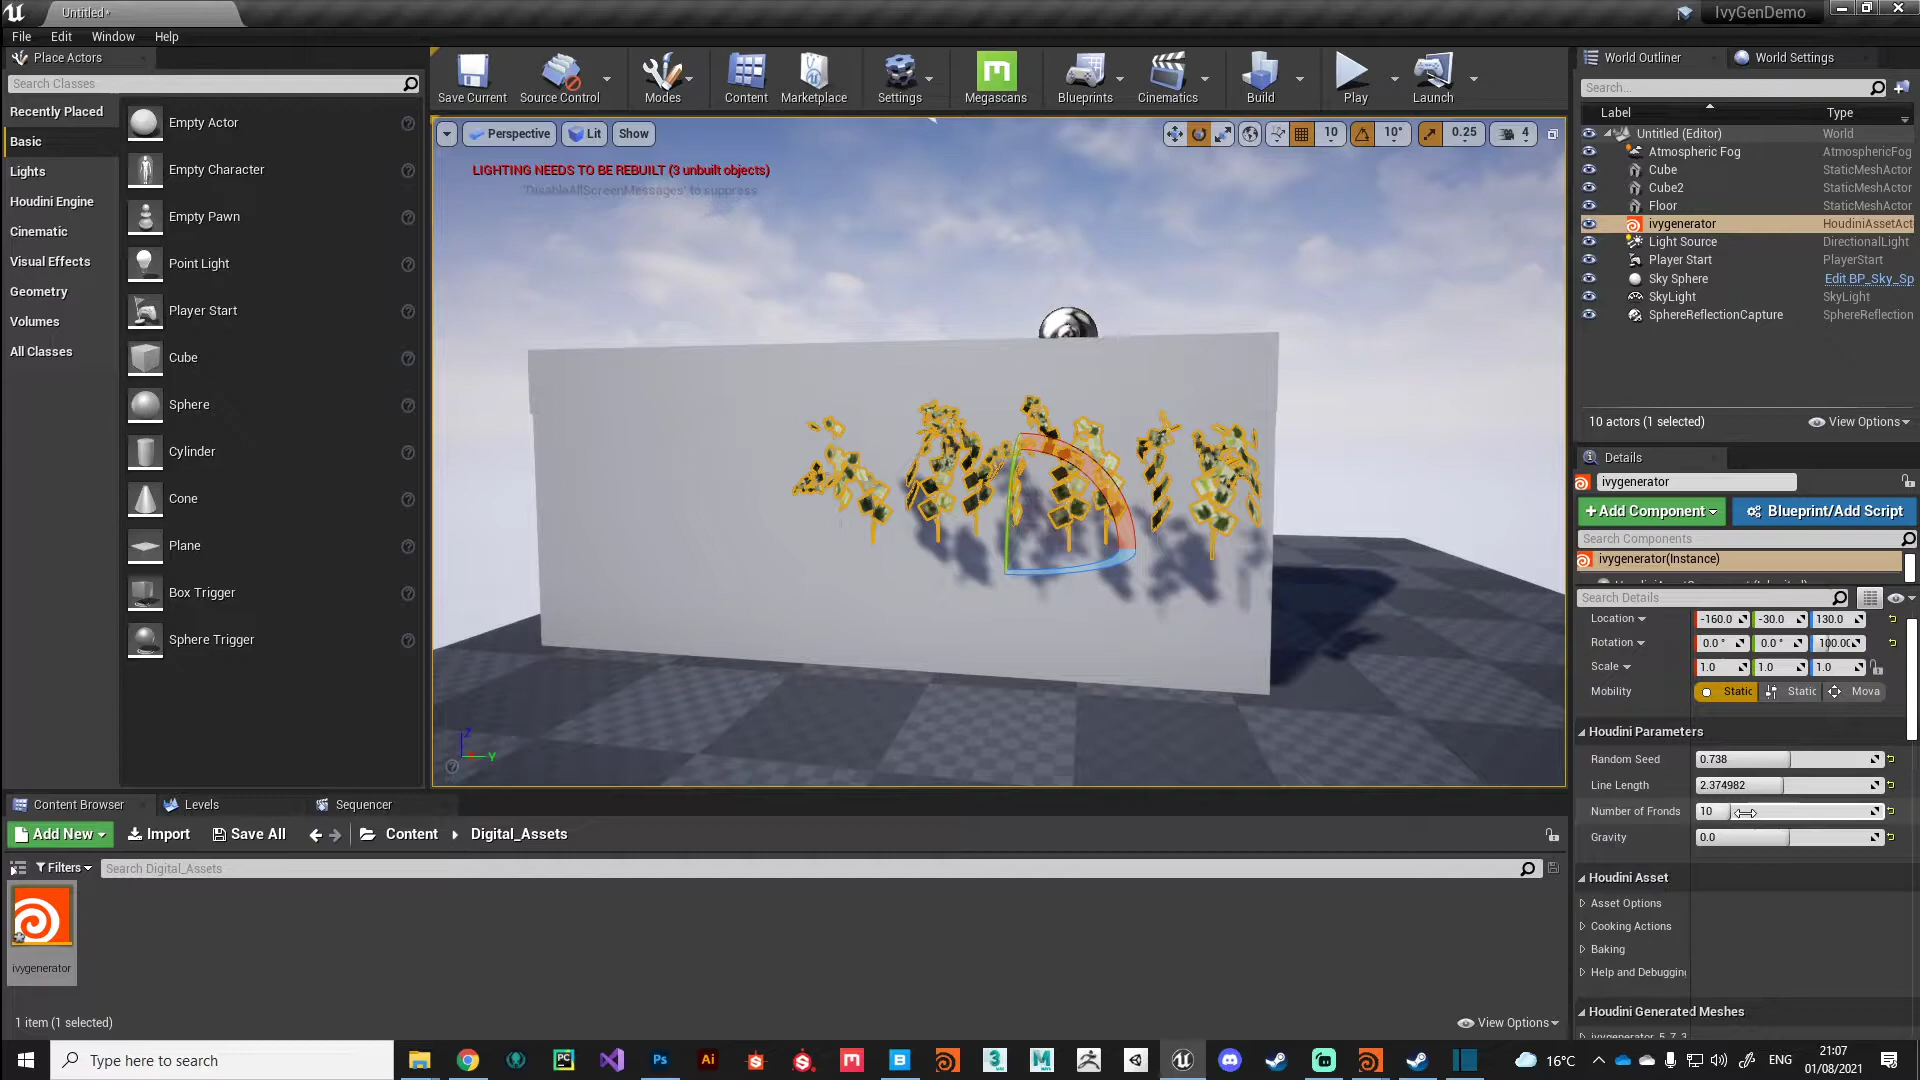 Untitled*
IvyGenDemo
File Edit Window Help
Place Actors
Search Classes
Recently Placed
Basic
Lights
Houdini Engine
Cinematic
Visual Effects
Geometry
Volumes
All Classes
Empty Actor
Empty Character
Empty Pawn
Point Light
Player Start
Cube
Sphere
Cylinder
Cone
Plane
Box Trigger
Sphere Trigger
Save Current
Source Control
Modes
Content
Marketplace
Settings
Megascans
Blueprints
Cinematics
Build
Play
Launch
Perspective Lit Show
10 10° 0.25 4
LIGHTING NEEDS TO BE REBUILT (3 unbuilt objects)
'DisableAllScreenMessages' to suppress
Z
Y
World Outliner World Settings
Search...
Label Type
Untitled (Editor) World
Atmospheric Fog AtmosphericFog
Cube StaticMeshActor
Cube2 StaticMeshActor
Floor StaticMeshActor
ivygenerator HoudiniAssetAct
Light Source DirectionalLight
Player Start PlayerStart
Sky Sphere Edit BP_Sky_Sp
SkyLight SkyLight
SphereReflectionCapture SphereReflection
10 actors (1 selected) View Options
Details
ivygenerator
+Add Component Blueprint/Add Script
Search Components
ivygenerator(Instance)
Search Details
Location -160.0 -30.0 130.0
Rotation 0.0 ° 0.0 ° 100.00
Scale 1.0 1.0 1.0
Mobility Static Static Mova
Houdini Parameters
Random Seed 0.738
Line Length 2.374982
Number of Fronds 10
Gravity 0.0
Houdini Asset
Asset Options
Cooking Actions
Baking
Help and Debugging
Houdini Generated Meshes
Content Browser Levels Sequencer
Add New Import Save All Content Digital_Assets
Filters Search Digital_Assets
ivygenerator
1 item (1 selected) View Options
Type here to search
PC
Ps
Ai
16°C
ENG
21:07
01/08/2021